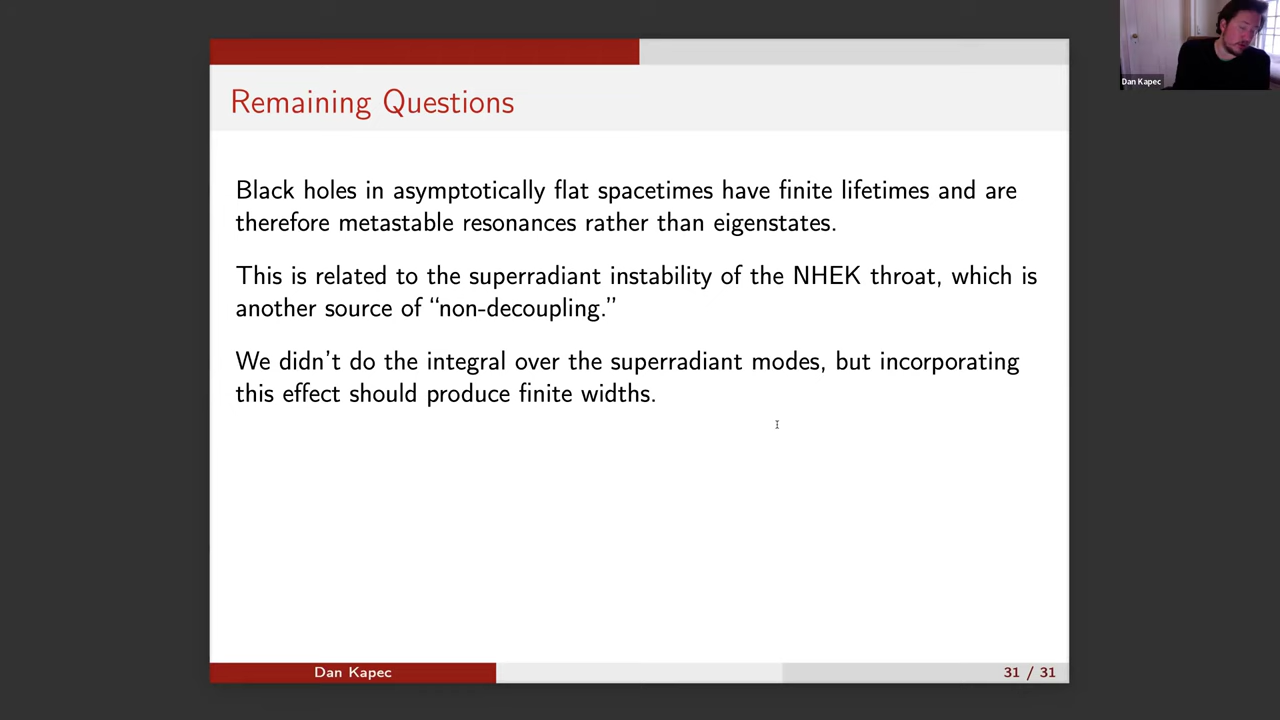 Dan Kapec
Remaining Questions
Black holes in asymptotically flat spacetimes have finite lifetimes and are
therefore metastable resonances rather than eigenstates.
This is related to the superradiant instability of the NHEK throat, which is
another source of “non-decoupling.”
We didn’t do the integral over the superradiant modes, but incorporating
this effect should produce finite widths.
Dan Kapec
31 / 31